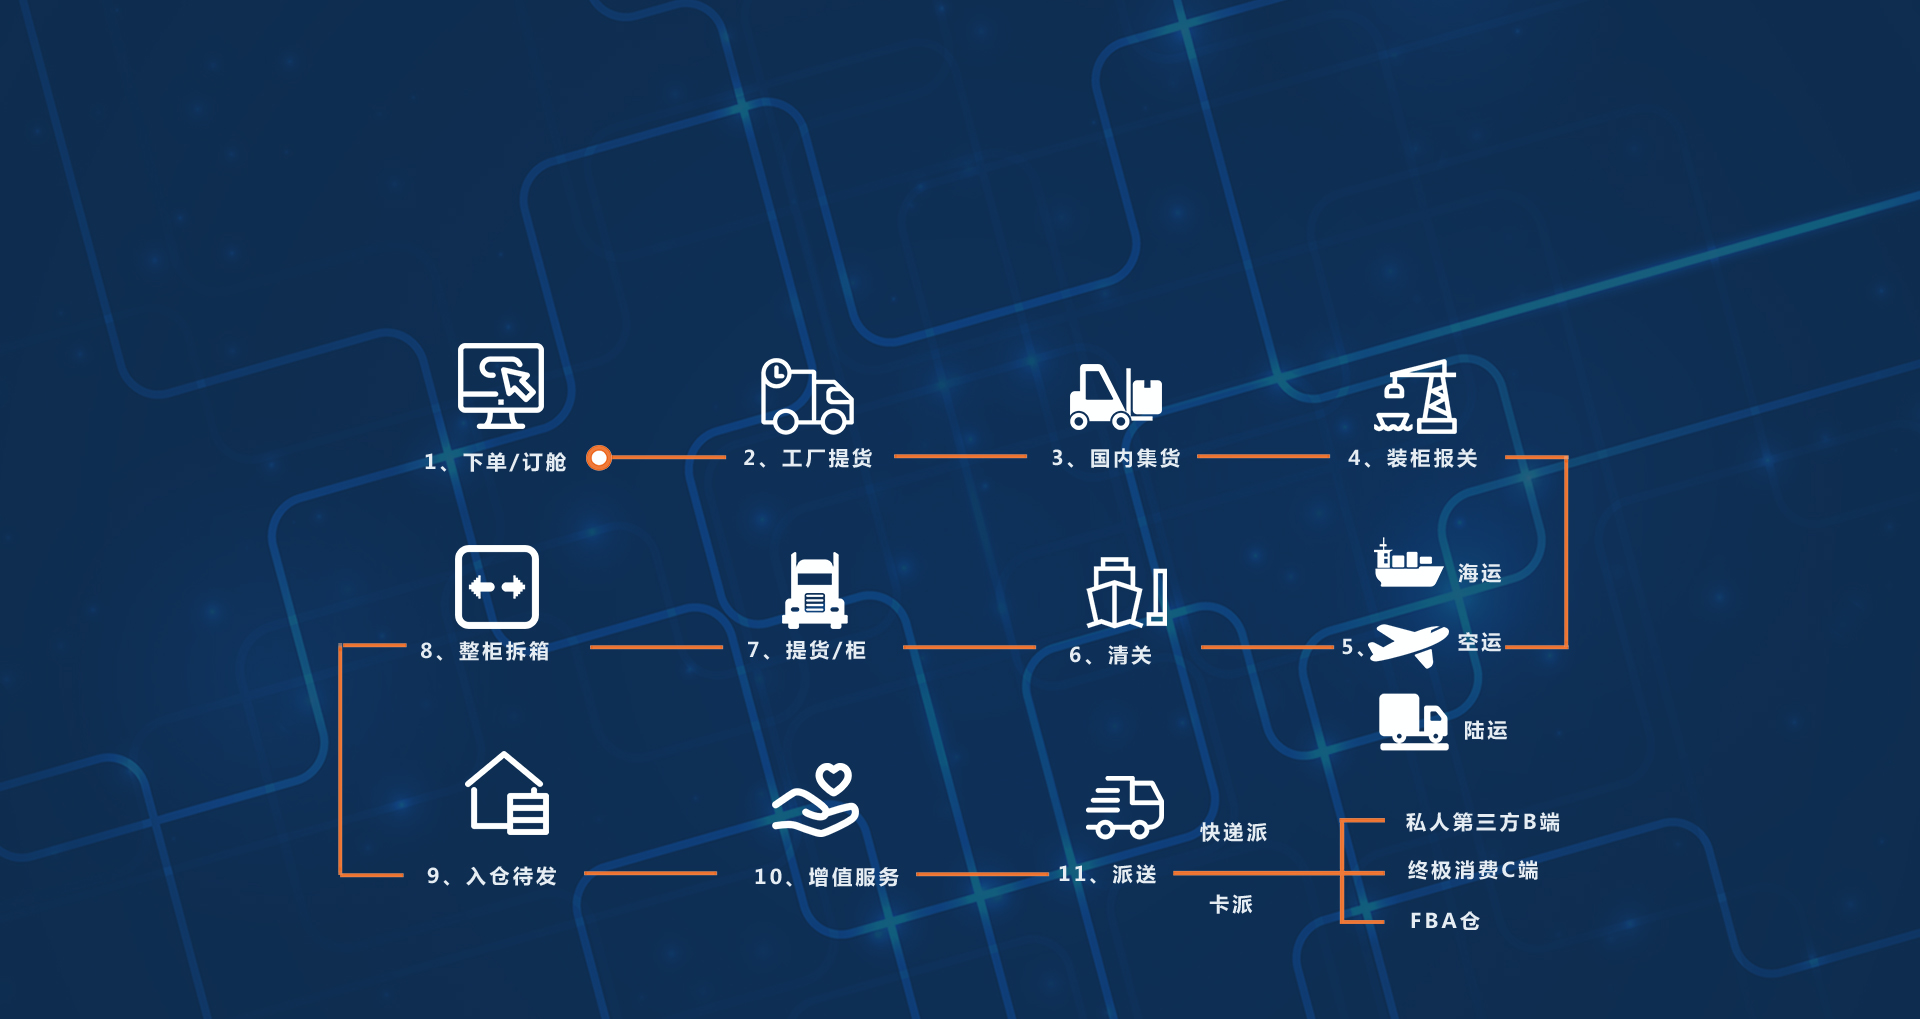 1、下单/订舱
2、工厂提货
3、国内集货
4、装柜报关
海运
5、
空运
陆运
6、清关
7、提货/柜
8、整柜拆箱
9、入仓待发
10、增值服务
11、派送
快递派
卡派
私人第三方B端
终极消费C端
FBA仓